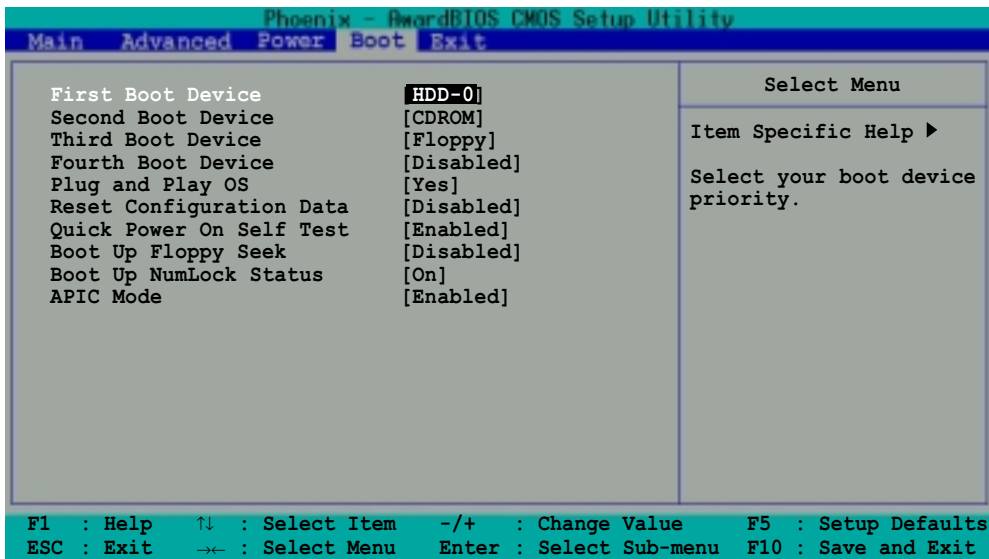 Phoenix - AwardBIOS CMOS Setup Utility
Main Advanced Power Boot Exit
First Boot Device [HDD-0]
Second Boot Device [CDROM]
Third Boot Device [Floppy]
Fourth Boot Device [Disabled]
Plug and Play OS [Yes]
Reset Configuration Data [Disabled]
Quick Power On Self Test [Enabled]
Boot Up Floppy Seek [Disabled]
Boot Up NumLock Status [On]
APIC Mode [Enabled]
Select Menu
Item Specific Help ▶
Select your boot device
priority.
F1 : Help ↑↓ : Select Item -/+ : Change Value F5 : Setup Defaults
ESC : Exit →← : Select Menu Enter : Select Sub-menu F10 : Save and Exit